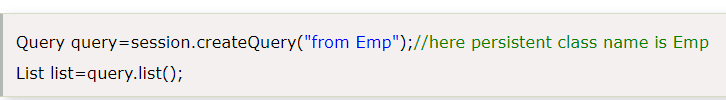 Query query=session.createQuery("from Emp");//here persistent class name is Emp
List list=query.list();